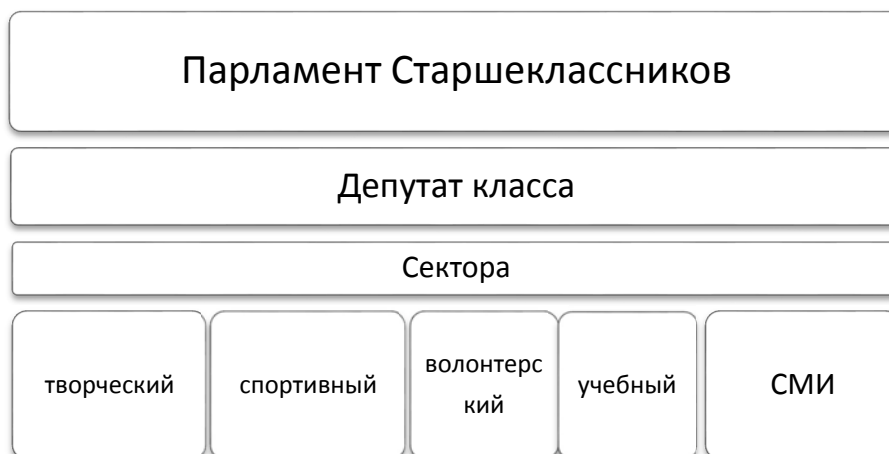 Парламент Старшеклассников
Депутат класса
Сектора
творческий
спортивный
волонтерс
кий
учебный
СМИ